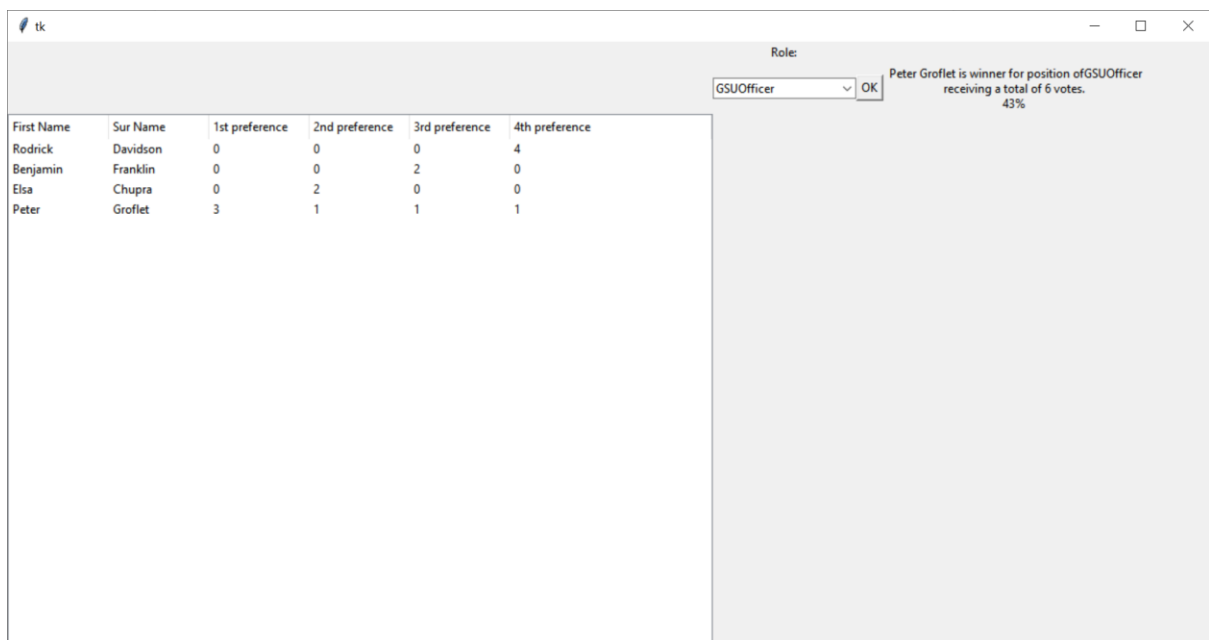 tk
Role:
GSUOfficer OK
Peter Groflet is winner for position ofGSUOfficer
receiving a total of 6 votes.
43%
First Name Sur Name 1st preference 2nd preference 3rd preference 4th preference
Rodrick Davidson 0 0 0 4
Benjamin Franklin 0 0 2 0
Elsa Chupra 0 2 0 0
Peter Groflet 3 1 1 1